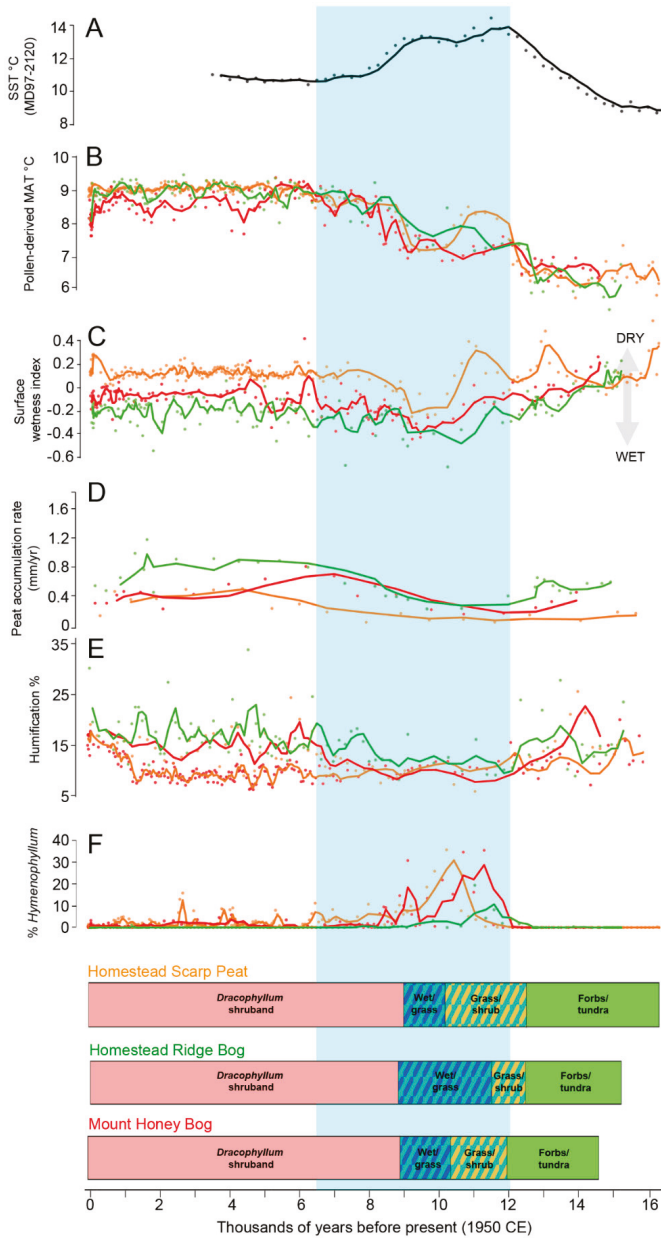 A
SST °C
(MD97-2120)
14
12
10
8
B
Pollen-derived MAT °C
10
9
8
7
6
C
Surface
wetness index
0.4
0.2
0
-0.2
-0.4
-0.6
DRY
WET
D
Peat accumulation rate
(mm/yr)
1.6
1.2
0.8
0.4
0
E
Humification %
35
25
15
5
F
% Hymenophyllum
40
30
20
10
0
Homestead Scarp Peat
Dracophyllum
shruband
Wet/
grass
Grass/
shrub
Forbs/
tundra
Homestead Ridge Bog
Dracophyllum
shruband
Wet/
grass
Grass/
shrub
Forbs/
tundra
Mount Honey Bog
Dracophyllum
shruband
Wet/
grass
Grass/
shrub
Forbs/
tundra
0 2 4 6 8 10 12 14 16
Thousands of years before present (1950 CE)